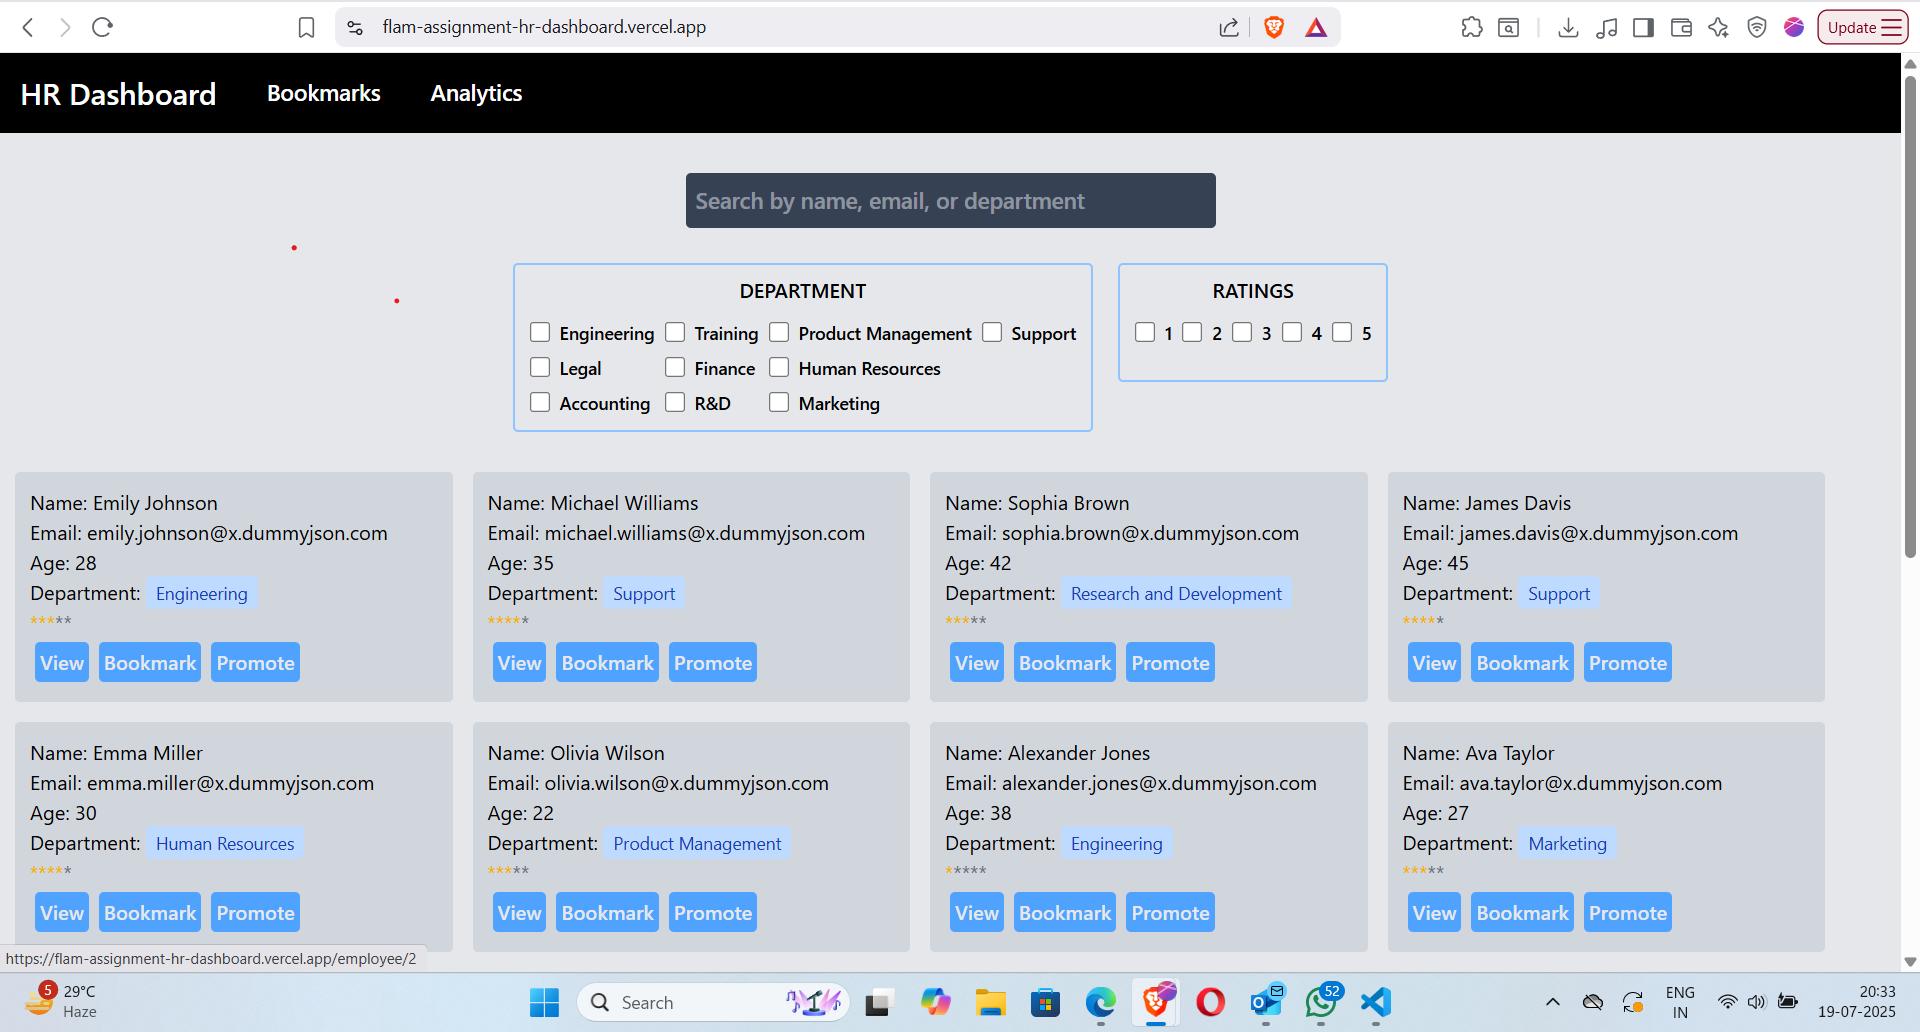 flam-assignment-hr-dashboard.vercel.app
Update
HR Dashboard
Bookmarks
Analytics
Search by name, email, or department
DEPARTMENT
Engineering Training Product Management Support
Legal Finance Human Resources
Accounting R&D Marketing
RATINGS
1 2 3 4 5
Name: Emily Johnson
Email: emily.johnson@x.dummyjson.com
Age: 28
Department: Engineering
*****
View Bookmark Promote
Name: Michael Williams
Email: michael.williams@x.dummyjson.com
Age: 35
Department: Support
*****
View Bookmark Promote
Name: Sophia Brown
Email: sophia.brown@x.dummyjson.com
Age: 42
Department: Research and Development
*****
View Bookmark Promote
Name: James Davis
Email: james.davis@x.dummyjson.com
Age: 45
Department: Support
*****
View Bookmark Promote
Name: Emma Miller
Email: emma.miller@x.dummyjson.com
Age: 30
Department: Human Resources
*****
View Bookmark Promote
Name: Olivia Wilson
Email: olivia.wilson@x.dummyjson.com
Age: 22
Department: Product Management
*****
View Bookmark Promote
Name: Alexander Jones
Email: alexander.jones@x.dummyjson.com
Age: 38
Department: Engineering
*****
View Bookmark Promote
Name: Ava Taylor
Email: ava.taylor@x.dummyjson.com
Age: 27
Department: Marketing
*****
View Bookmark Promote
https://flam-assignment-hr-dashboard.vercel.app/employee/2
5
29°C
Haze
Search
52
ENG
IN
20:33
19-07-2025